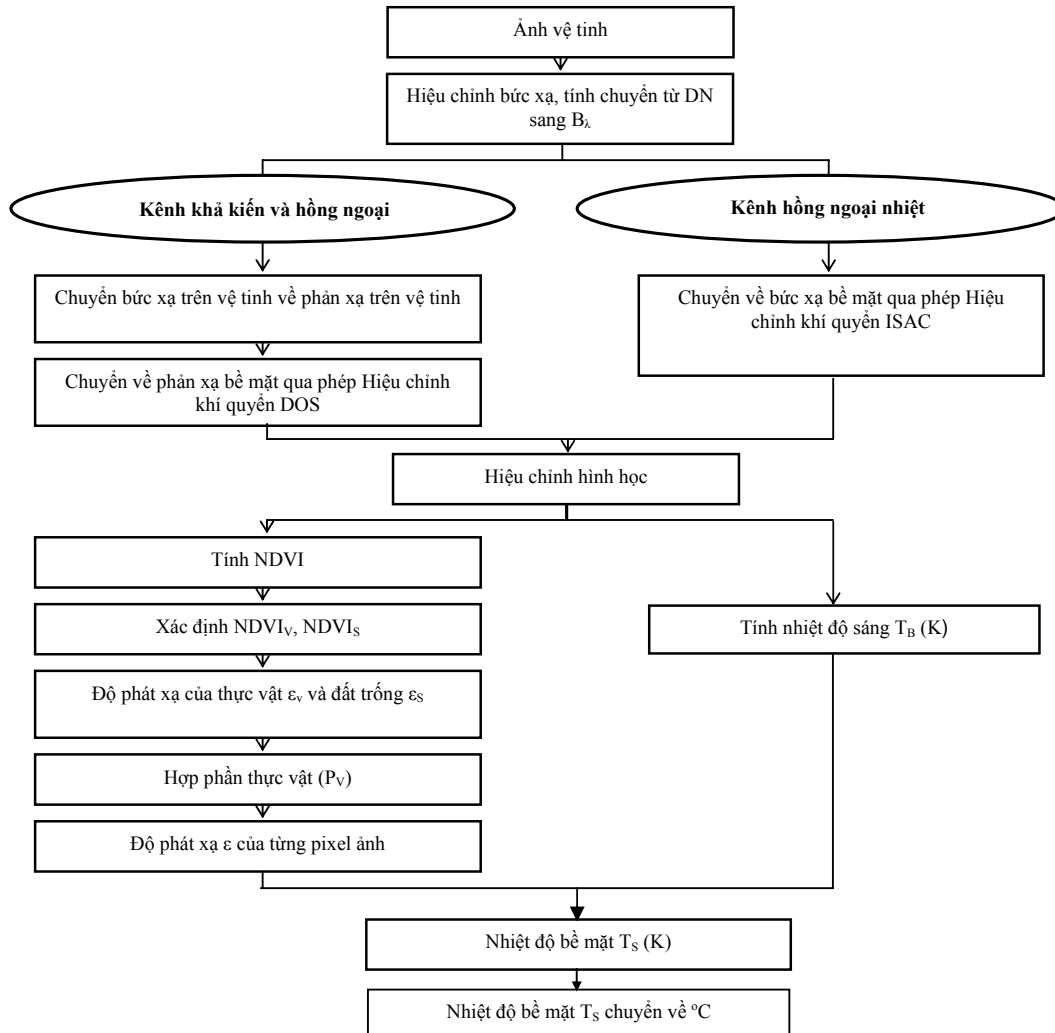 Ảnh vệ tinh
Hiệu chỉnh bức xạ, tính chuyển từ DN
sang Bλ
Kênh khả kiến và hồng ngoại
Kênh hồng ngoại nhiệt
Chuyển bức xạ trên vệ tinh về phản xạ trên vệ tinh
Chuyển về phản xạ bề mặt qua phép Hiệu chỉnh
khí quyển DOS
Chuyển về bức xạ bề mặt qua phép Hiệu
chỉnh khí quyển ISAC
Hiệu chỉnh hình học
Tính NDVI
Xác định NDVIV, NDVIS
Độ phát xạ của thực vật εv và đất trống εS
Hợp phần thực vật (PV)
Độ phát xạ ε của từng pixel ảnh
Tính nhiệt độ sáng TB (K)
Nhiệt độ bề mặt TS (K)
Nhiệt độ bề mặt TS chuyển về ºC